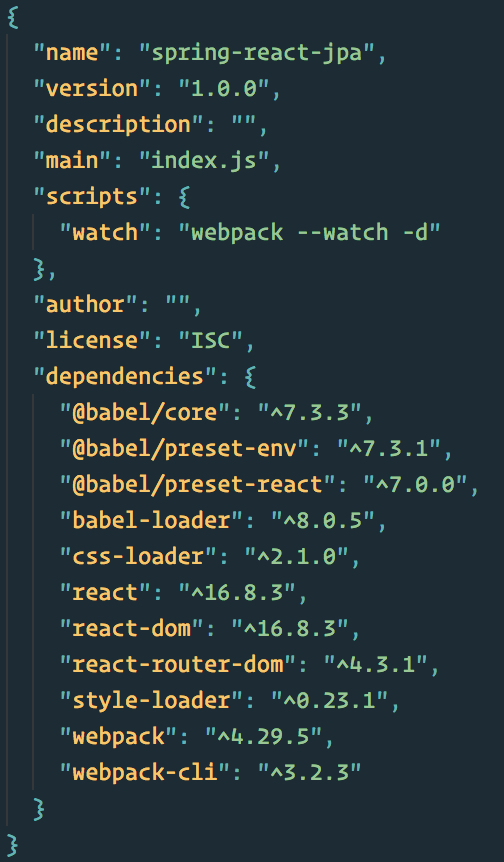 {
  "name": "spring-react-jpa",
  "version": "1.0.0",
  "description": "",
  "main": "index.js",
  "scripts": {
    "watch": "webpack --watch -d"
  },
  "author": "",
  "license": "ISC",
  "dependencies": {
    "@babel/core": "^7.3.3",
    "@babel/preset-env": "^7.3.1",
    "@babel/preset-react": "^7.0.0",
    "babel-loader": "^8.0.5",
    "css-loader": "^2.1.0",
    "react": "^16.8.3",
    "react-dom": "^16.8.3",
    "react-router-dom": "^4.3.1",
    "style-loader": "^0.23.1",
    "webpack": "^4.29.5",
    "webpack-cli": "^3.2.3"
  }
}